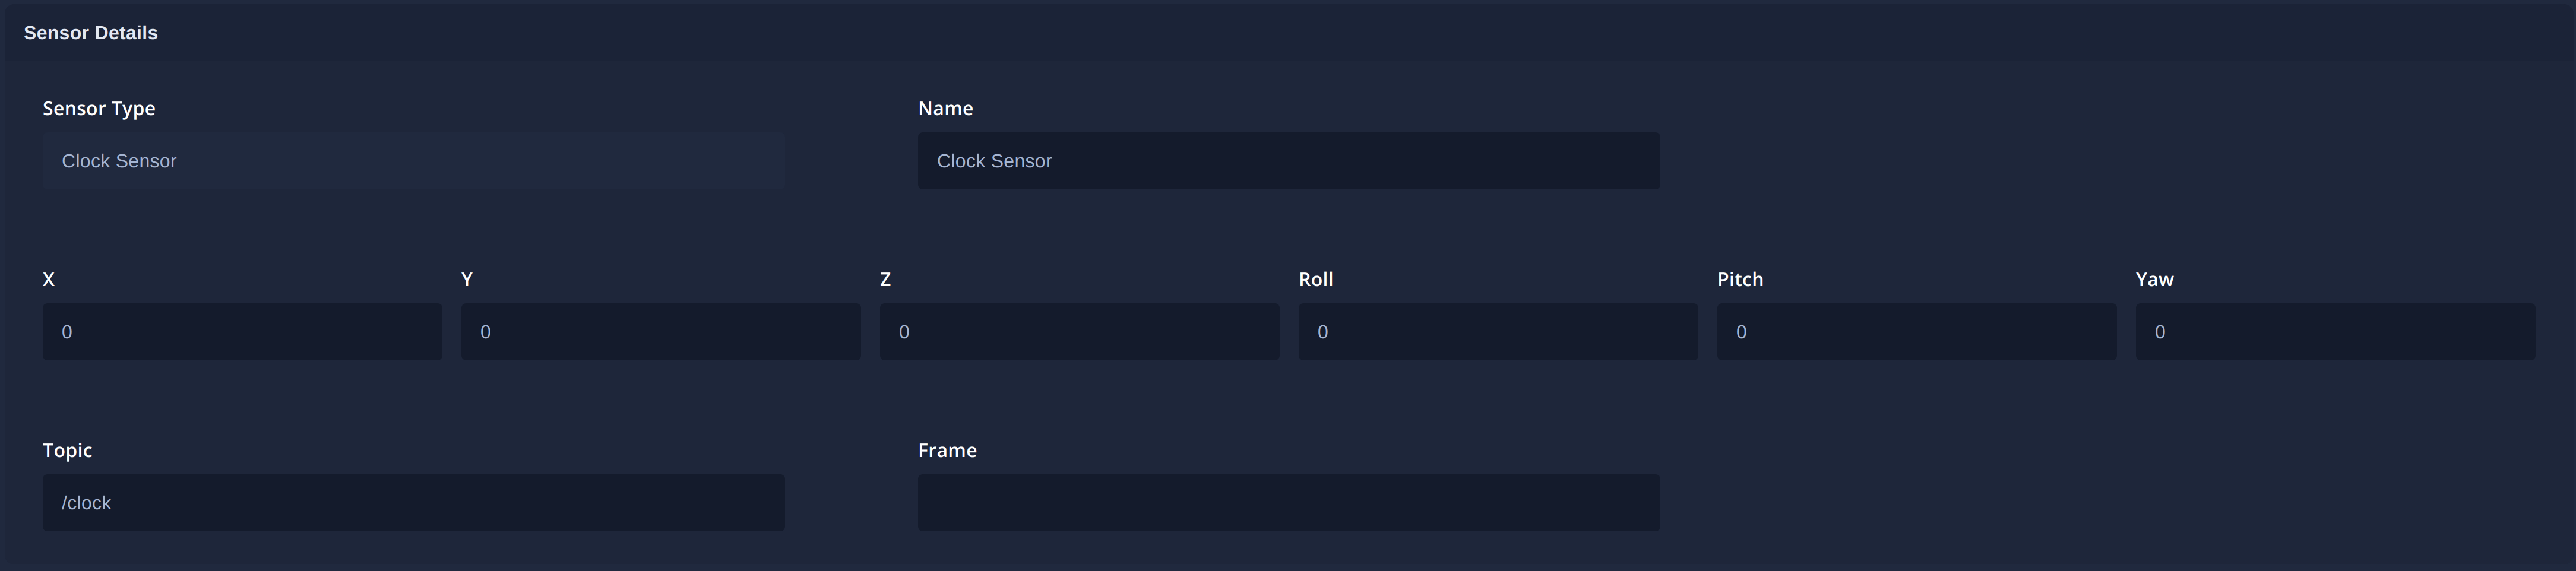 Sensor Details
Sensor Type Name
Clock Sensor Clock Sensor
X Y Z Roll Pitch Yaw
0 0 0 0 0 0
Topic Frame
/clock